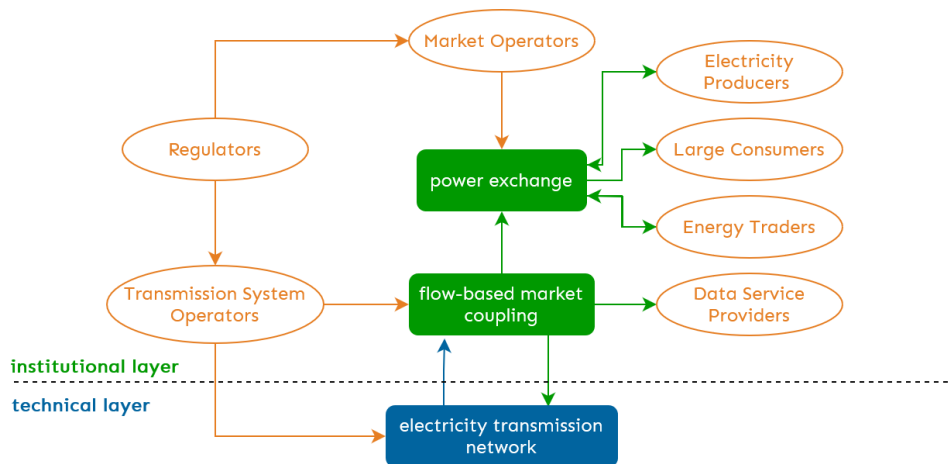 Market Operators
Electricity
Producers
Regulators
Large Consumers
power exchange
Energy Traders
Transmission System
Operators
flow-based market
coupling
Data Service
Providers
institutional layer
technical layer
electricity transmission
network